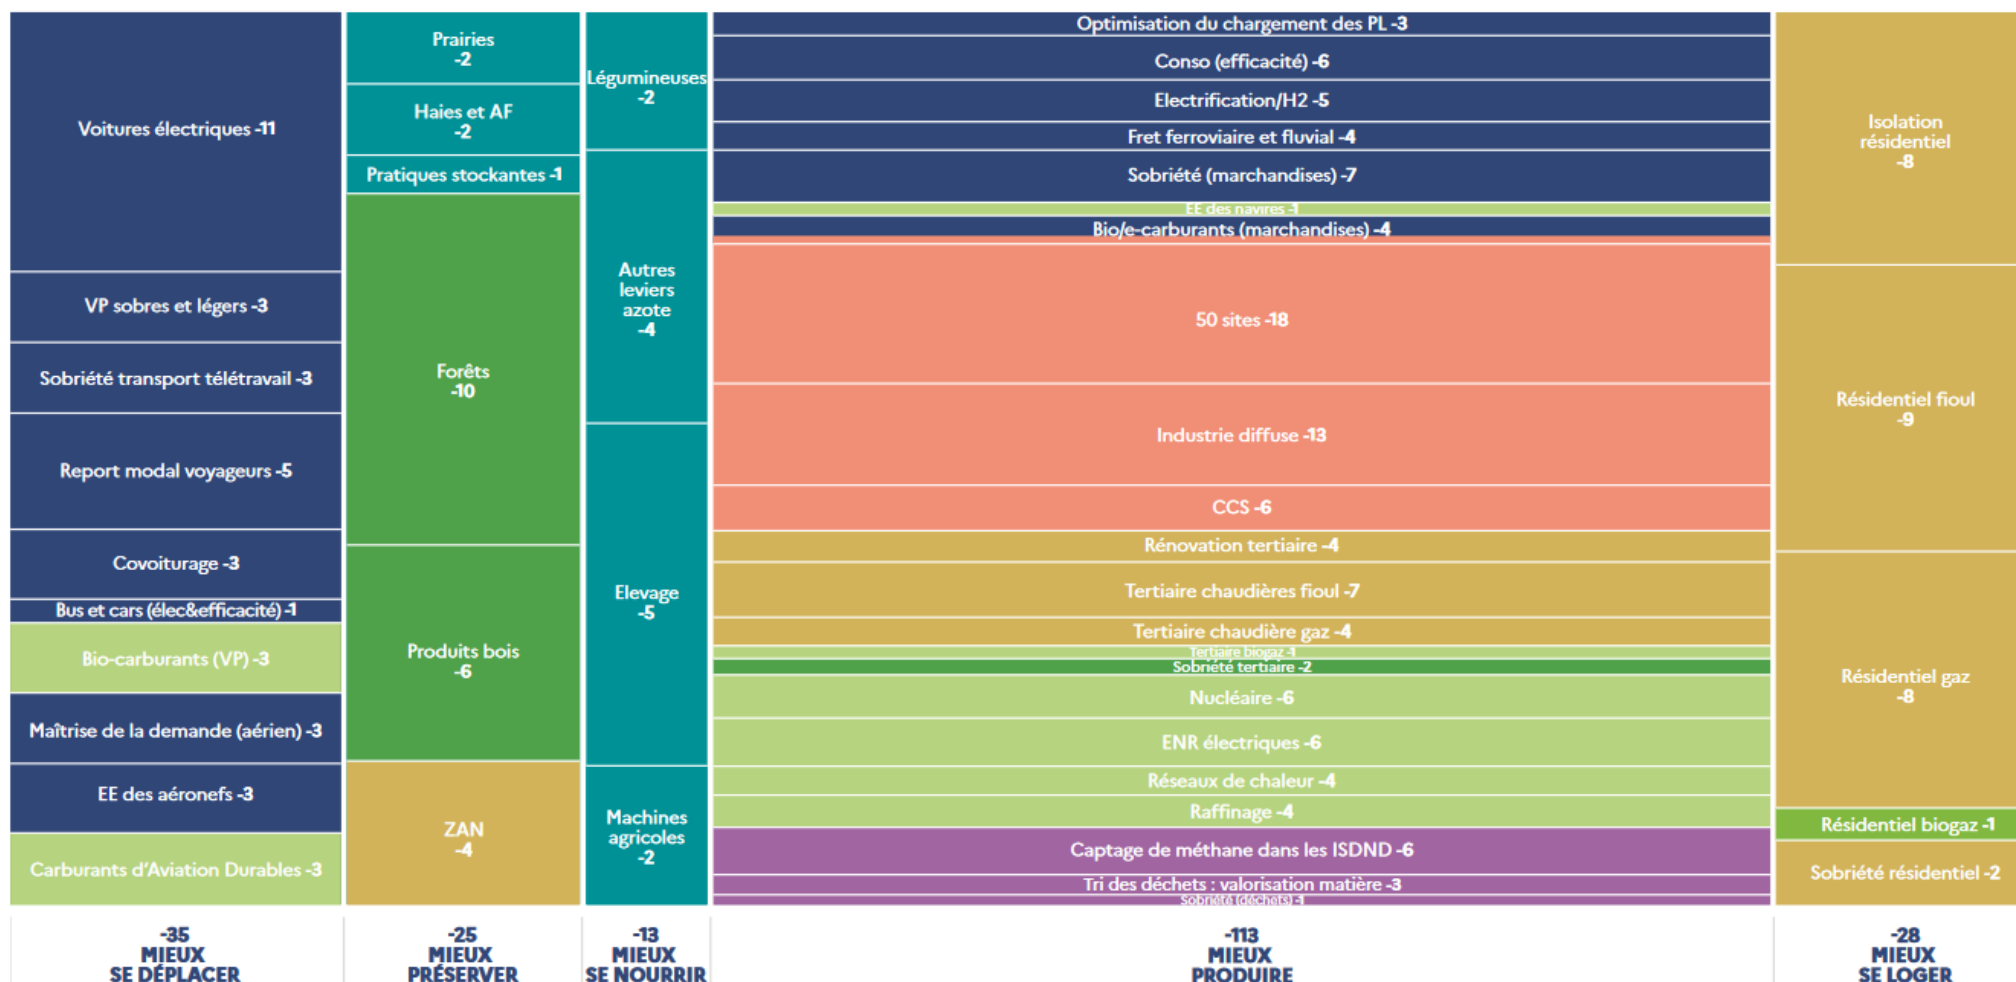 Voitures électriques -11
VP sobres et légers -3
Sobriété transport télétravail -3
Report modal voyageurs -5
Covoiturage -3
Bus et cars (élec&efficacité) -1
Bio-carburants (VP) -3
Maîtrise de la demande (aérien) -3
EE des aéronefs -3
Carburants d'Aviation Durables -3
-35
MIEUX
SE DÉPLACER
Prairies
-2
Haies et AF
-2
Pratiques stockantes -1
Forêts
-10
Produits bois
-6
ZAN
-4
-25
MIEUX
PRÉSERVER
Légumineuses
-2
Autres
leviers
azote
-4
Elevage
-5
Machines
agricoles
-2
-13
MIEUX
SE NOURRIR
Optimisation du chargement des PL -3
Conso (efficacité) -6
Electrification/H2 -5
Fret ferroviaire et fluvial -4
Sobriété (marchandises) -7
EE des navires -1
Bio/e-carburants (marchandises) -4
50 sites -18
Industrie diffuse -13
CCS -6
Rénovation tertiaire -4
Tertiaire chaudières fioul -7
Tertiaire chaudière gaz -4
Tertiaire biogaz -1
Sobriété tertiaire -2
Nucléaire -6
ENR électriques -6
Réseaux de chaleur -4
Raffinage -4
Captage de méthane dans les ISDND -6
Tri des déchets : valorisation matière -3
Sobriété (déchets) -1
-113
MIEUX
PRODUIRE
Isolation
résidentiel
-8
Résidentiel fioul
-9
Résidentiel gaz
-8
Résidentiel biogaz -1
Sobriété résidentiel -2
-28
MIEUX
SE LOGER